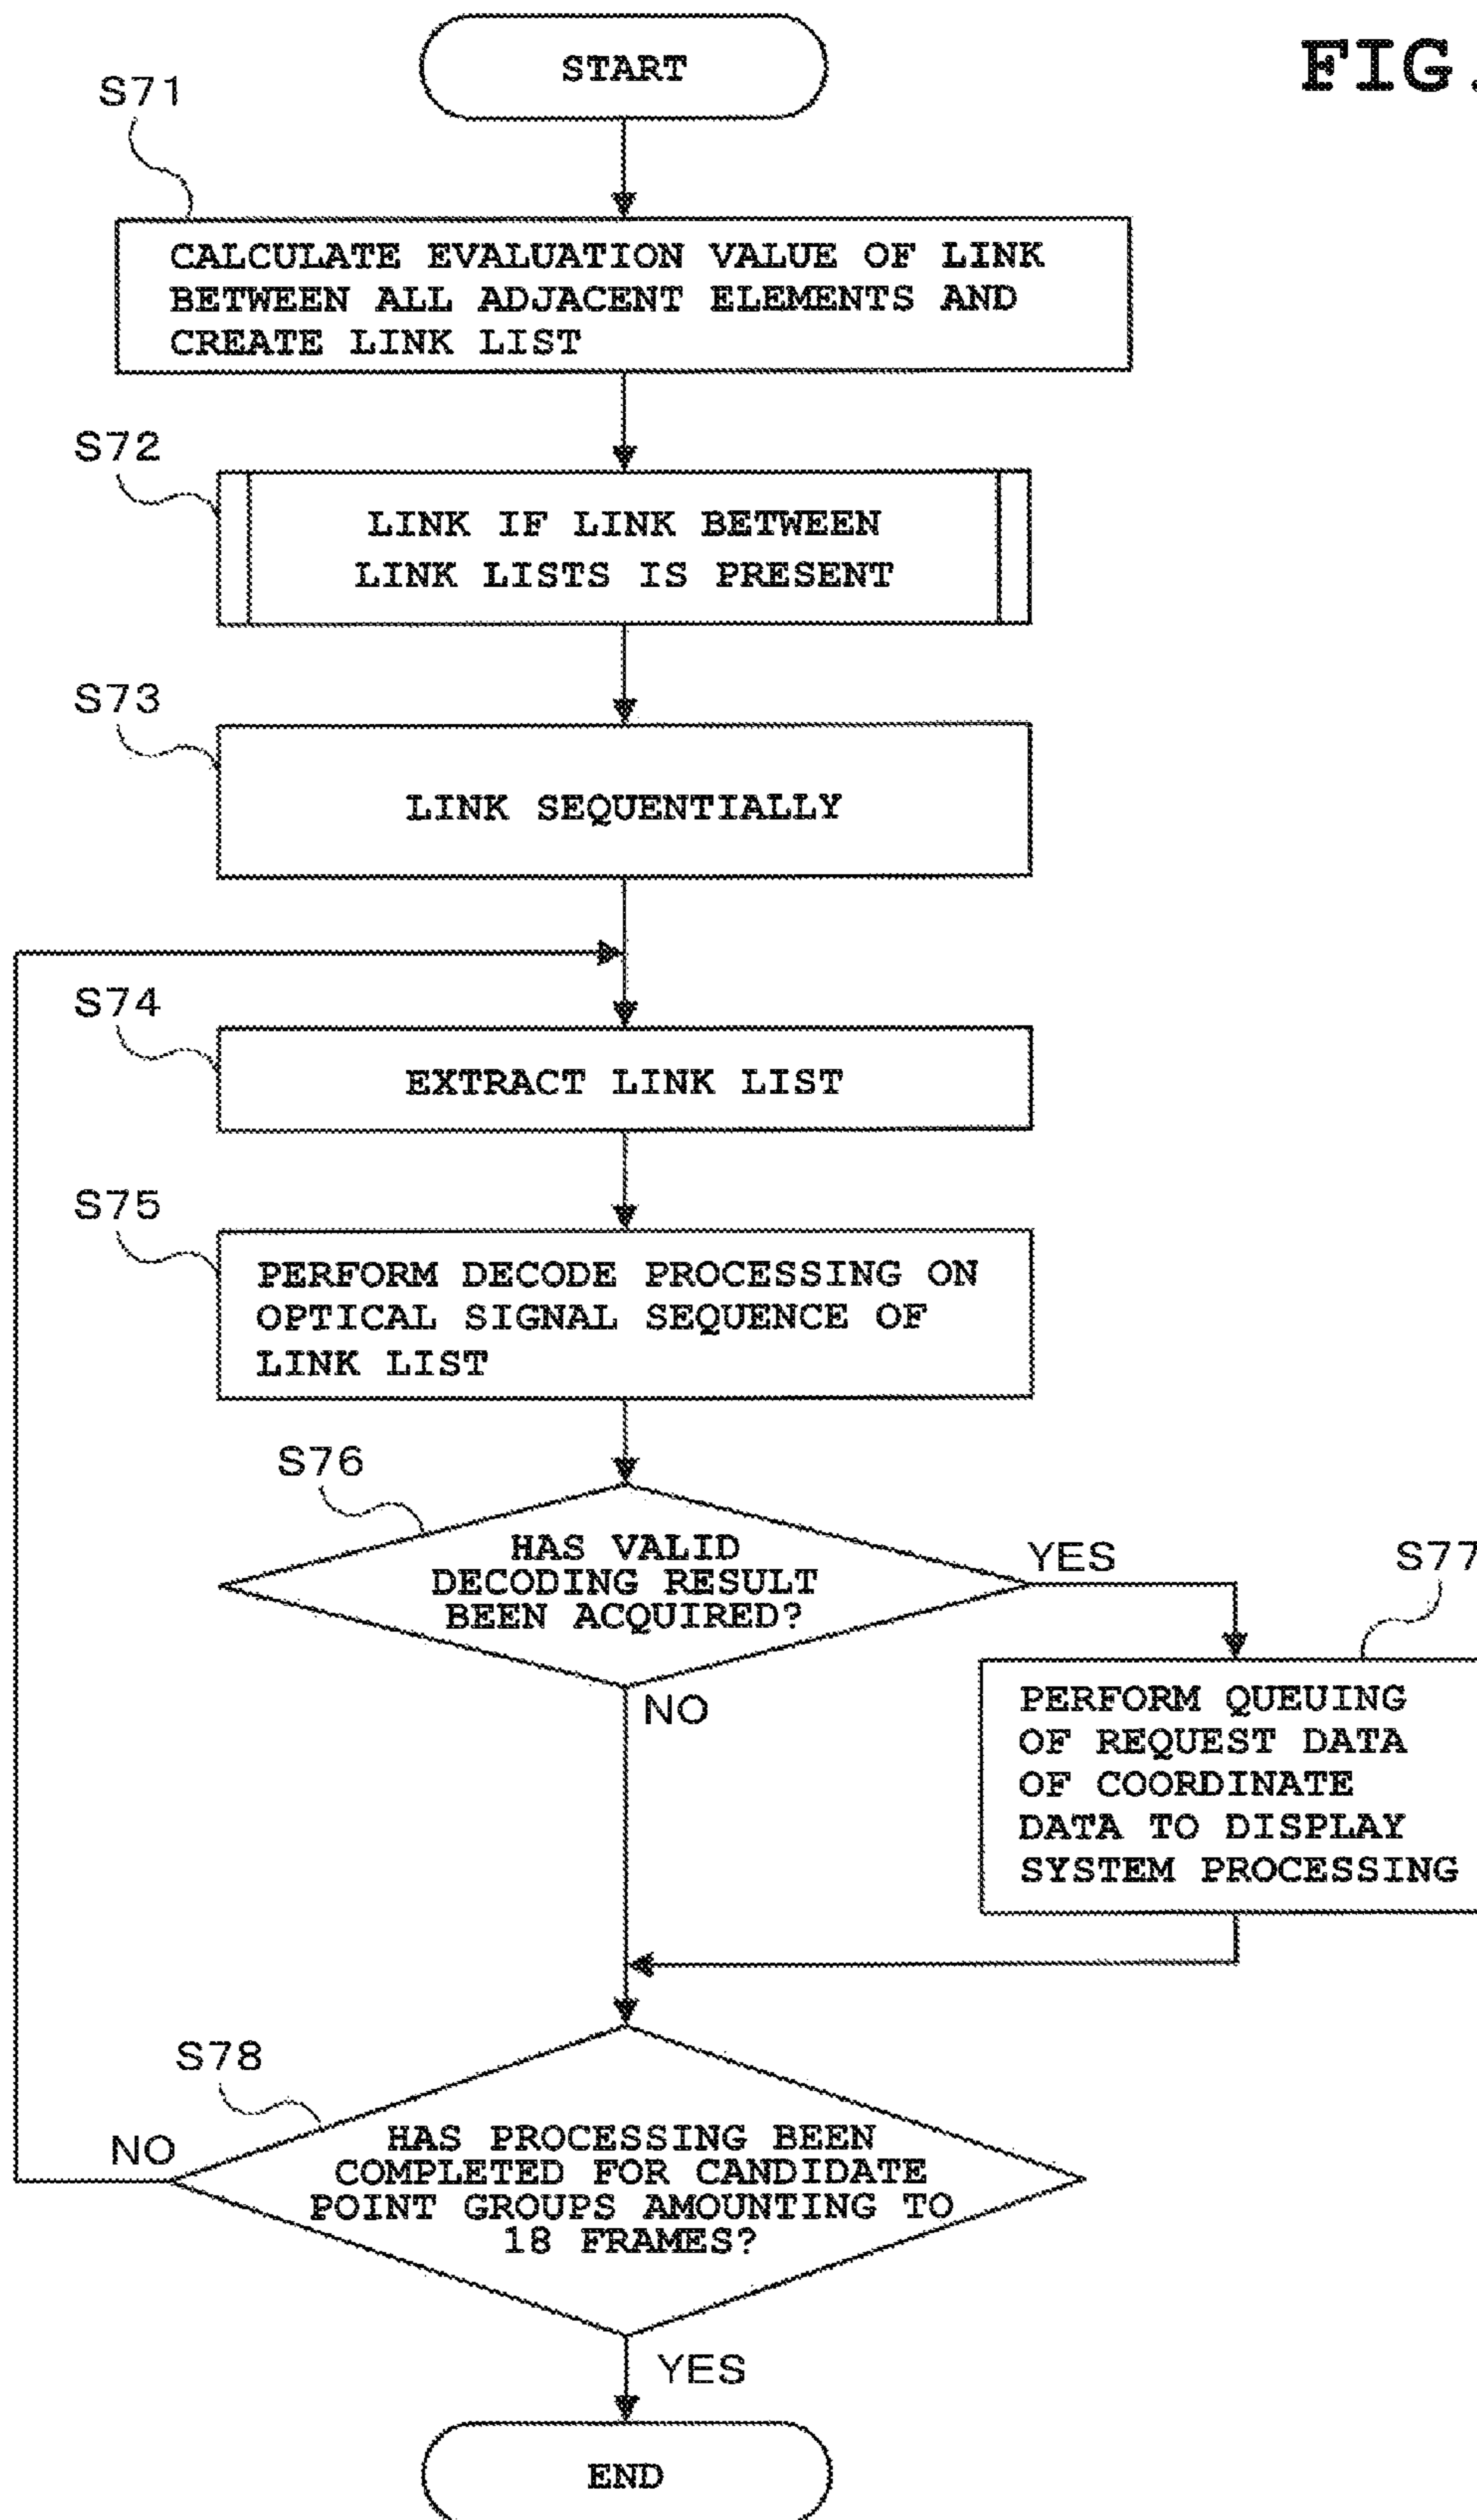 FIG.
START
S71
CALCULATE EVALUATION VALUE OF LINK
BETWEEN ALL ADJACENT ELEMENTS AND
CREATE LINK LIST
S72
LINK IF LINK BETWEEN
LINK LISTS IS PRESENT
S73
LINK SEQUENTIALLY
S74
EXTRACT LINK LIST
S75
PERFORM DECODE PROCESSING ON
OPTICAL SIGNAL SEQUENCE OF
LINK LIST
S76
HAS VALID
DECODING RESULT
BEEN ACQUIRED?
YES
NO
S77
PERFORM QUEUING
OF REQUEST DATA
OF COORDINATE
DATA TO DISPLAY
SYSTEM PROCESSING
S78
HAS PROCESSING BEEN
COMPLETED FOR CANDIDATE
POINT GROUPS AMOUNTING TO
18 FRAMES?
NO
YES
END